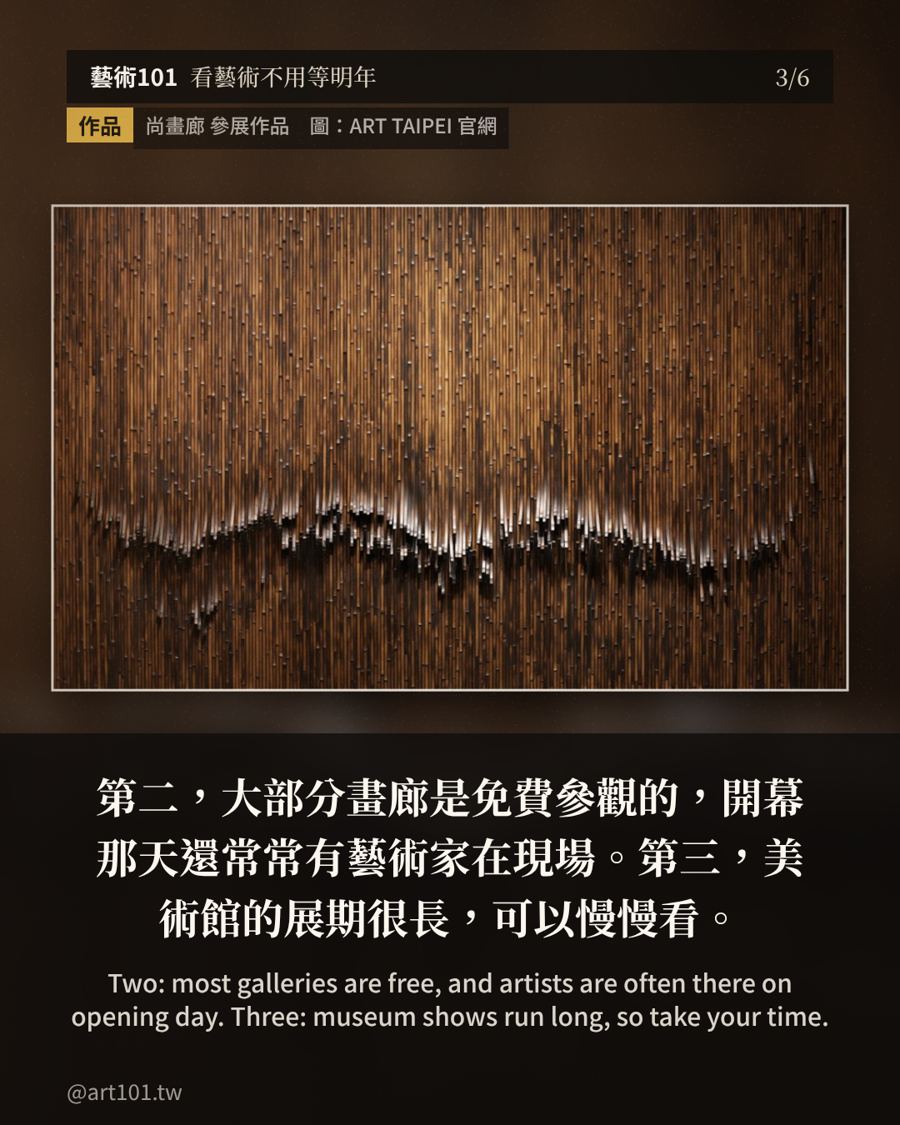 藝術101 看藝術不用等明年 3/6
作品 尚畫廊 參展作品 圖：ART TAIPEI 官網
第二，大部分畫廊是免費參觀的，開幕
那天還常常有藝術家在現場。第三，美
術館的展期很長，可以慢慢看。
Two: most galleries are free, and artists are often there on
opening day. Three: museum shows run long, so take your time.
@art101.tw